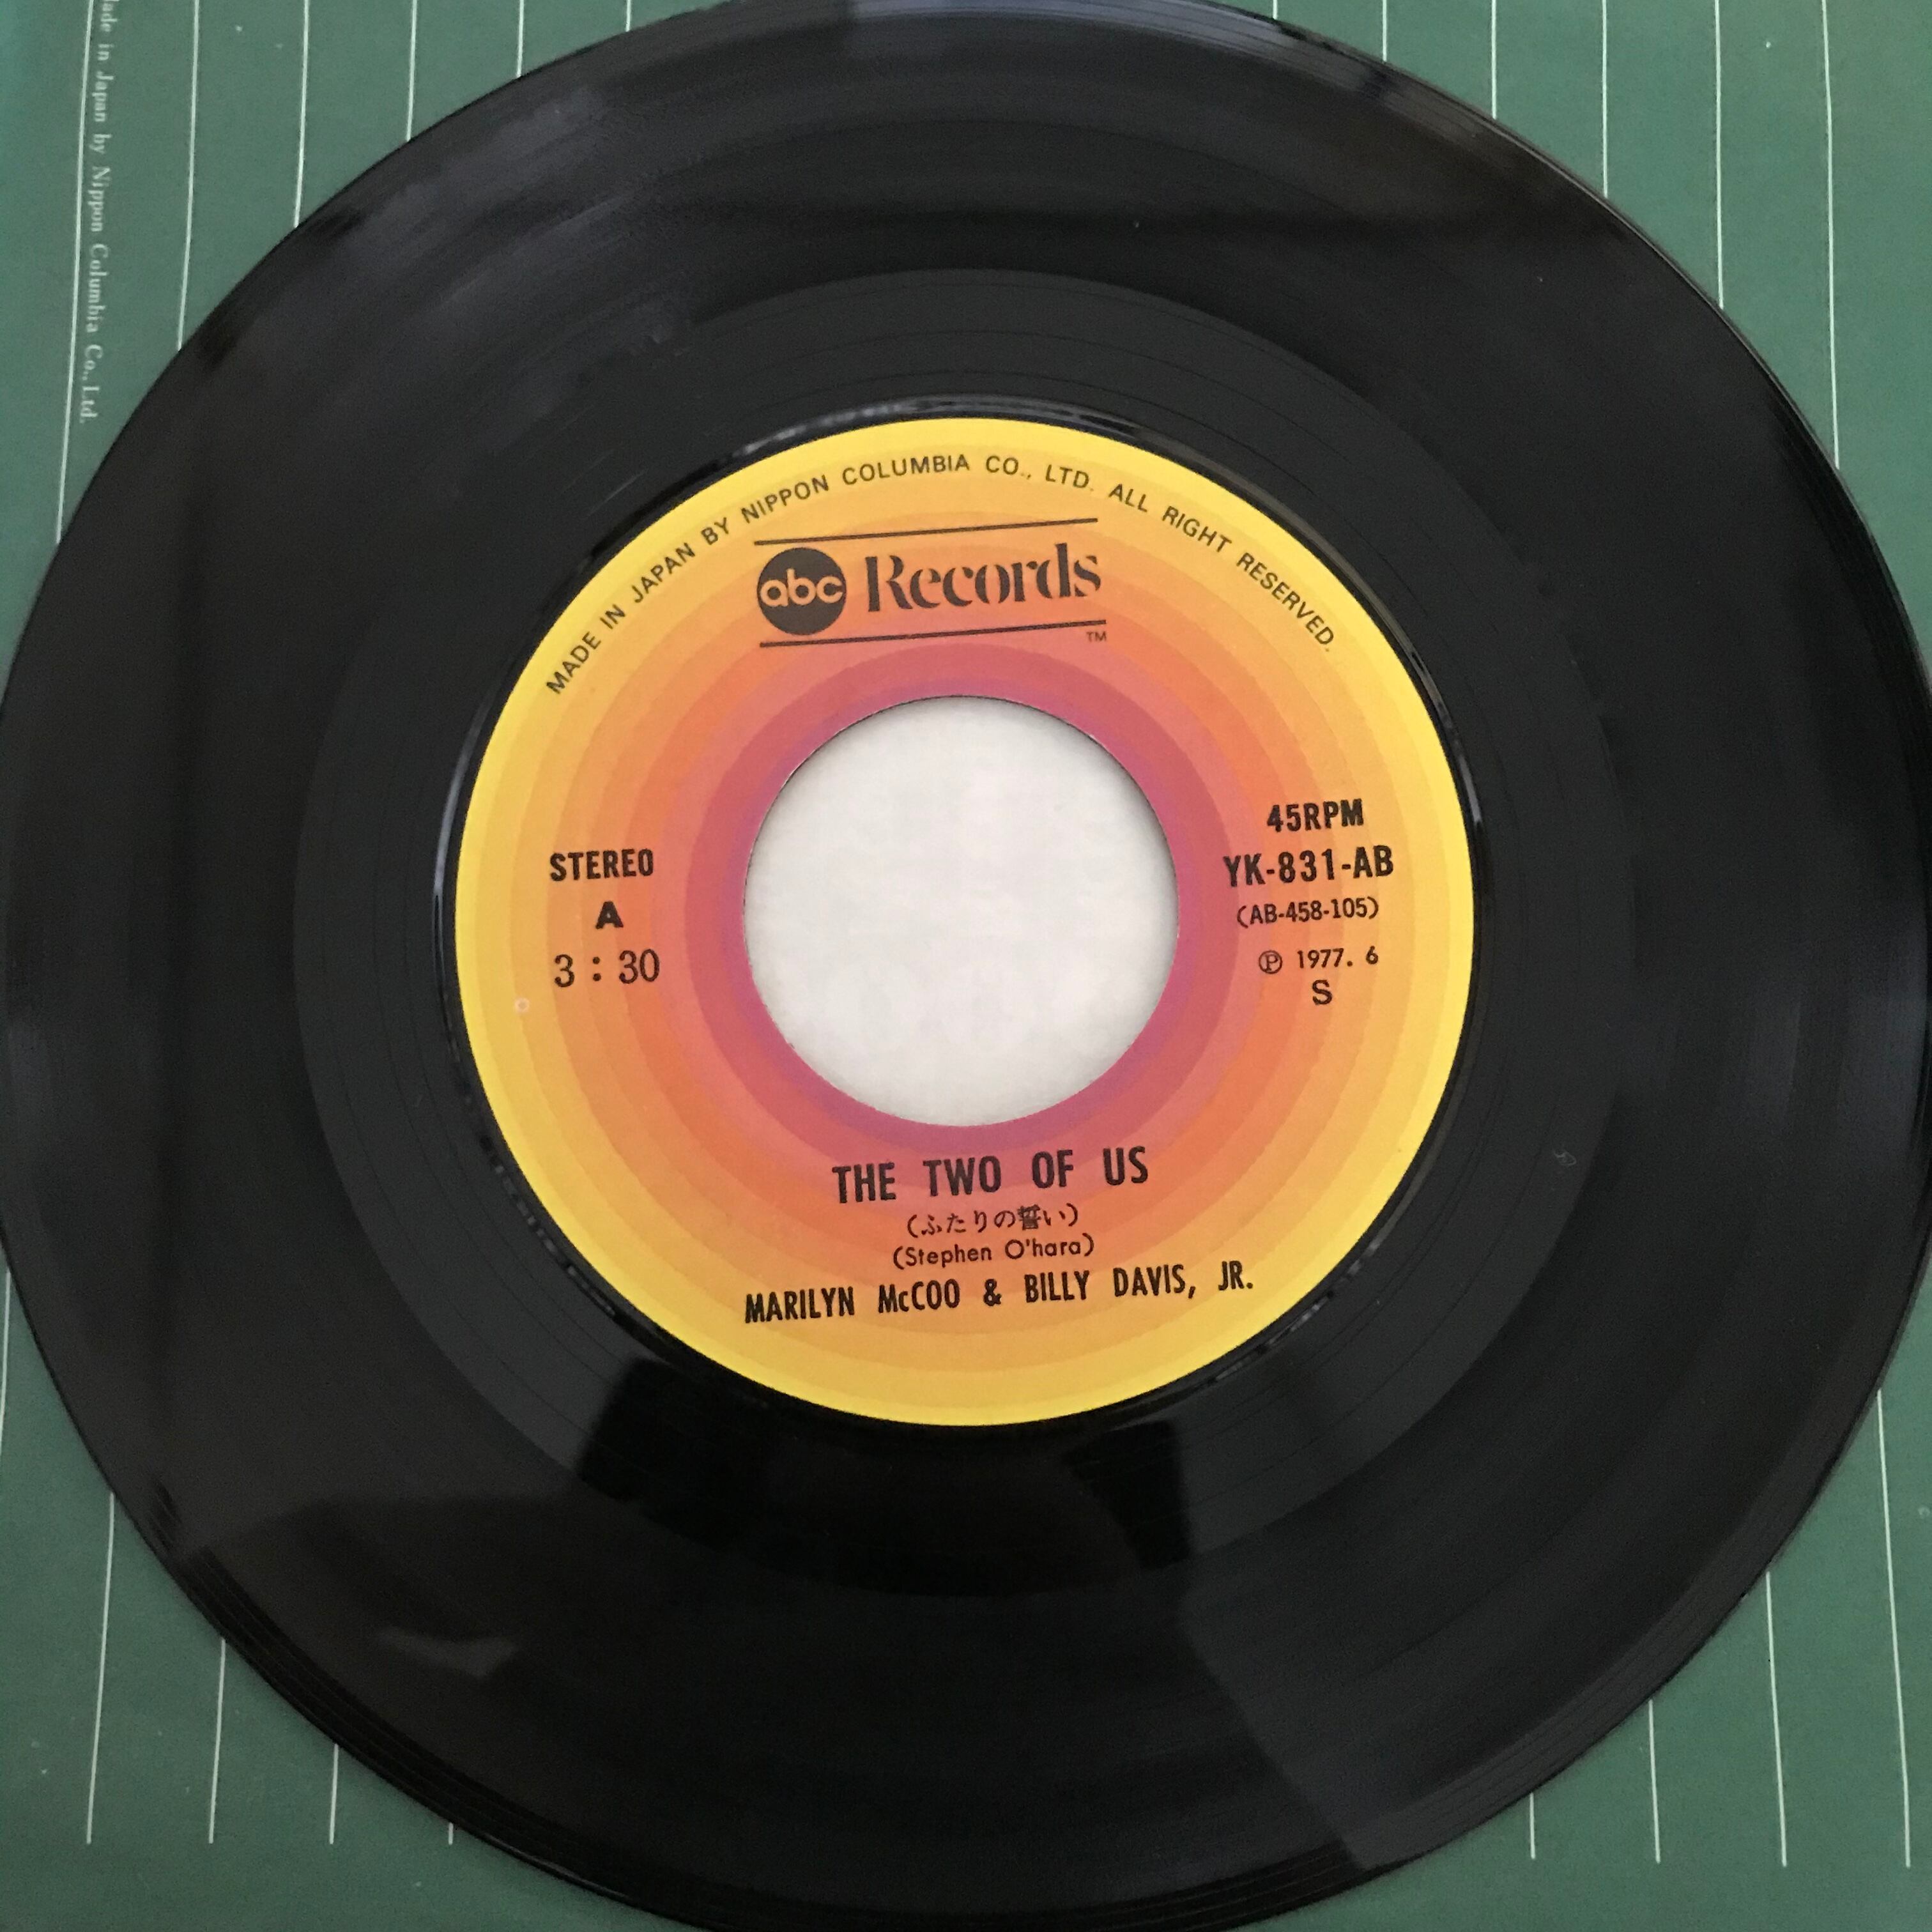 ade in Japan by Nippon Columbia Co., Ltd.
MADE IN JAPAN BY NIPPON COLUMBIA CO., LTD. ALL RIGHT RESERVED.
abc Records
TM
STEREO
A
3 : 30
45RPM
YK-831-AB
(AB-458-105)
Ⓟ 1977. 6
S
THE TWO OF US
(ふたりの誓い)
(Stephen O'hara)
MARILYN McCOO & BILLY DAVIS, JR.